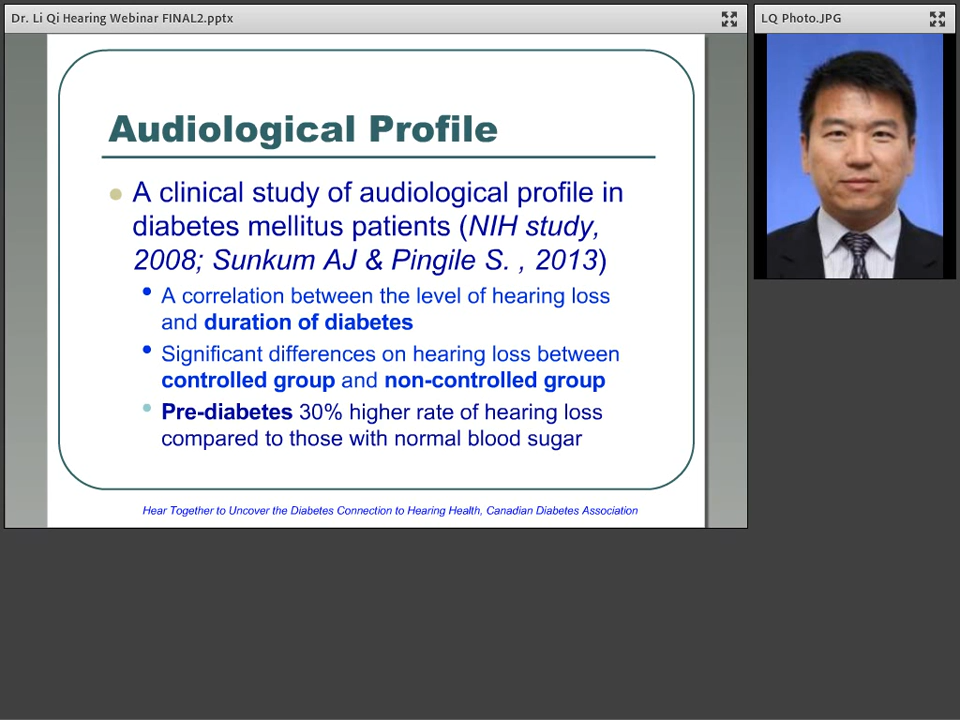 Dr. Li Qi Hearing Webinar FINAL2.pptx
LQ Photo.JPG
Audiological Profile
A clinical study of audiological profile in
diabetes mellitus patients (NIH study,
2008; Sunkum AJ & Pingile S. , 2013)
A correlation between the level of hearing loss
and duration of diabetes
Significant differences on hearing loss between
controlled group and non-controlled group
Pre-diabetes 30% higher rate of hearing loss
compared to those with normal blood sugar
Hear Together to Uncover the Diabetes Connection to Hearing Health, Canadian Diabetes Association